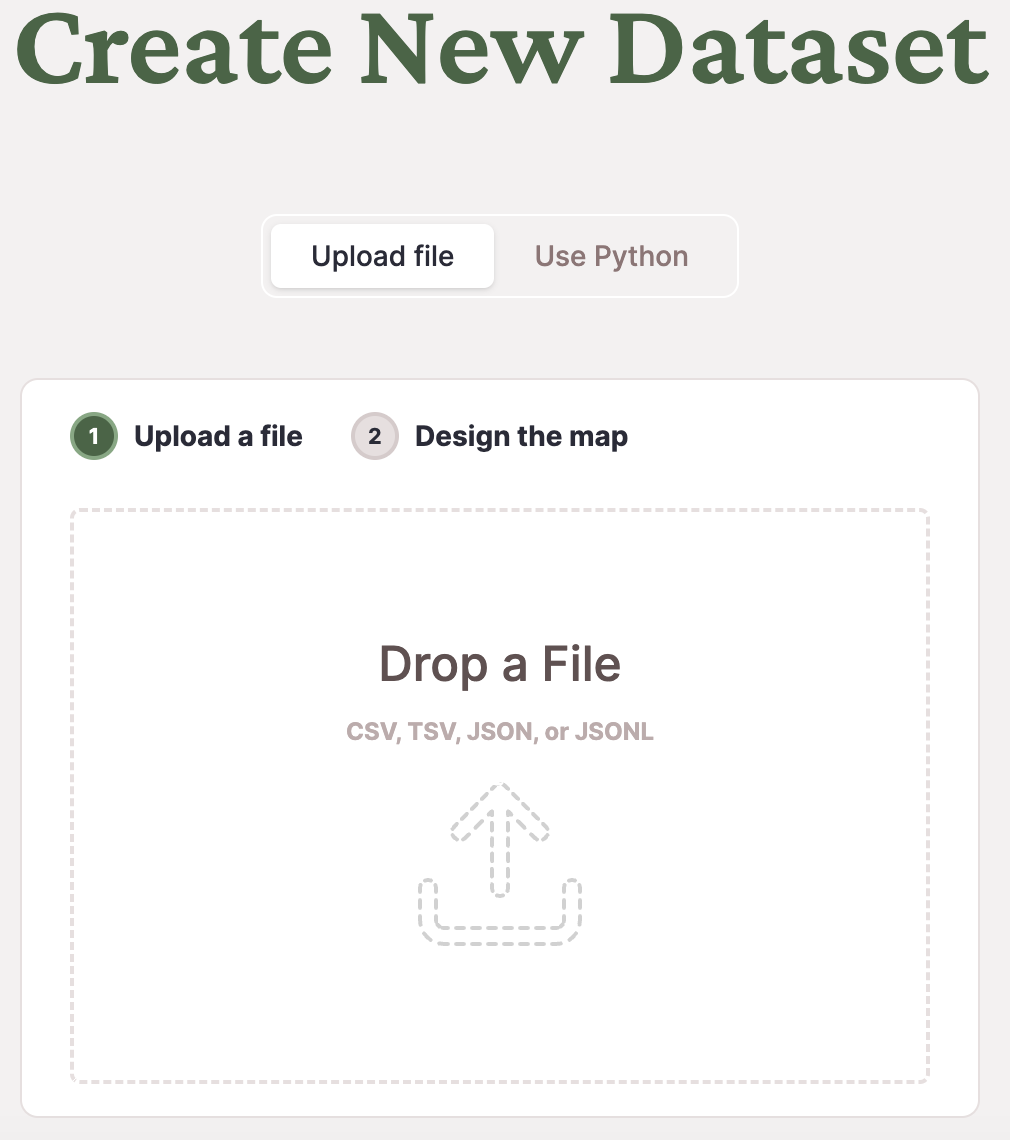 Create New Dataset
Upload file
Use Python
1 Upload a file
2 Design the map
Drop a File
CSV, TSV, JSON, or JSONL